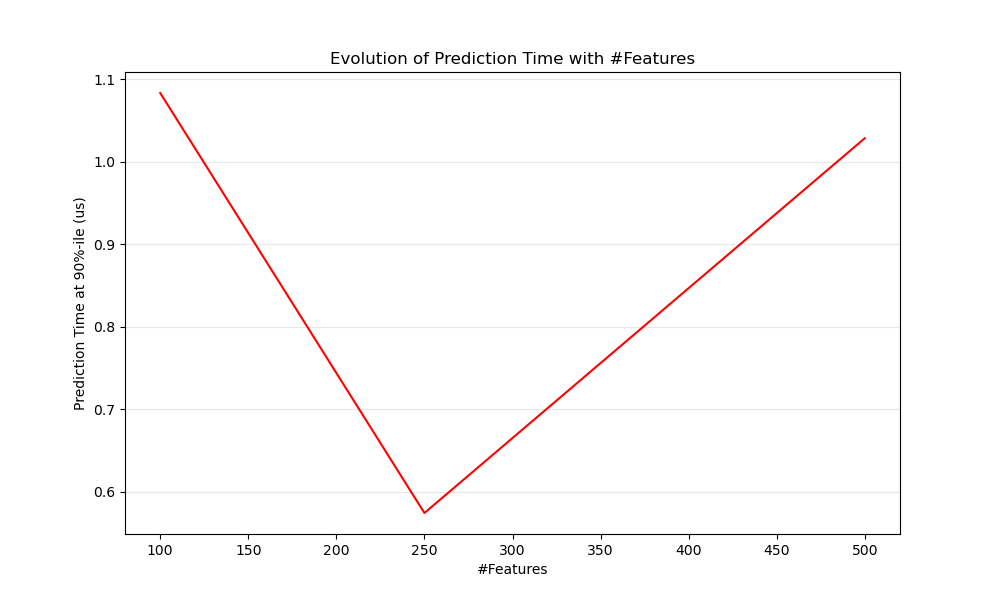 Evolution of Prediction Time with #Features
Prediction Time at 90%-ile (us)
1.1
1.0
0.9
0.8
0.7
0.6
100 150 200 250 300 350 400 450 500
#Features